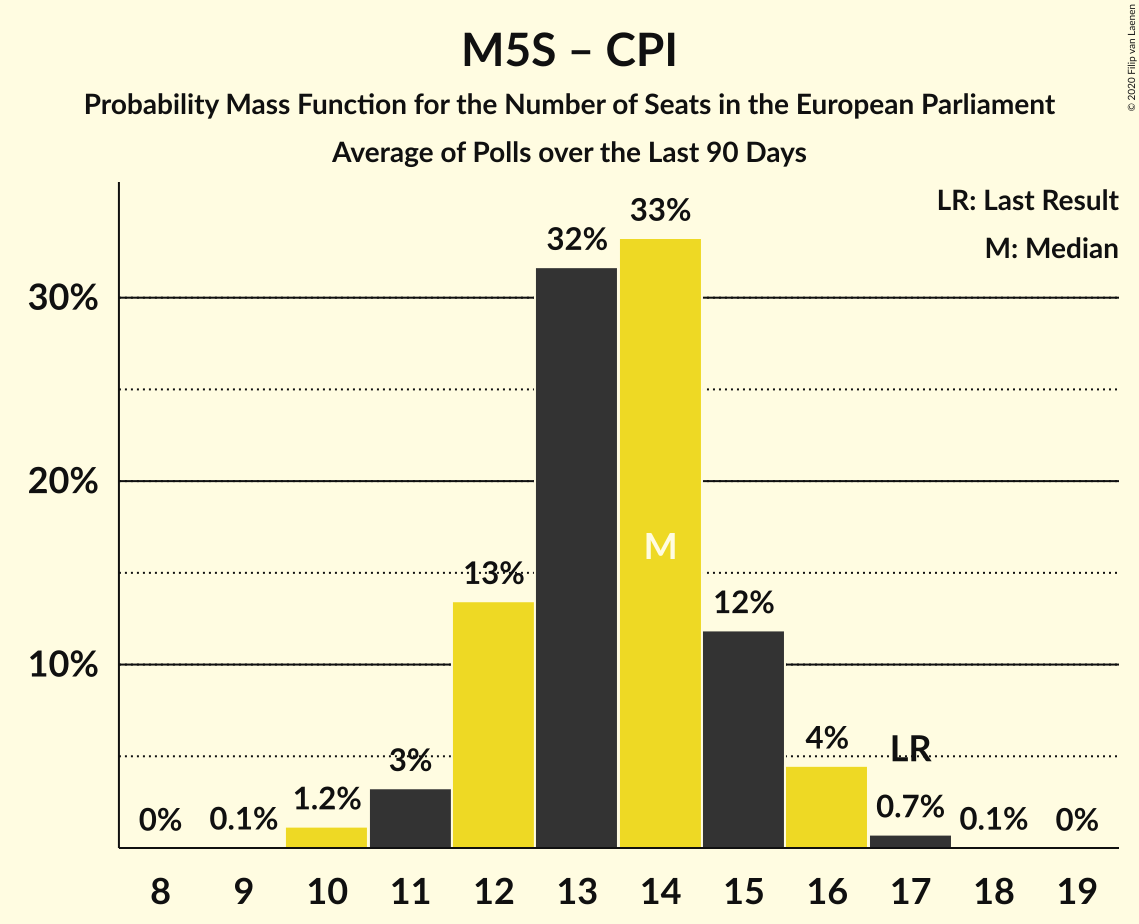 M5S – CPI
Probability Mass Function for the Number of Seats in the European Parliament
Average of Polls over the Last 90 Days
© 2020 Filip van Laenen
LR: Last Result
M: Median
30%
20%
10%
0%
0.1%
1.2%
3%
13%
32%
33%
M
12%
4%
LR
0.7%
0.1%
0%
8 9 10 11 12 13 14 15 16 17 18 19